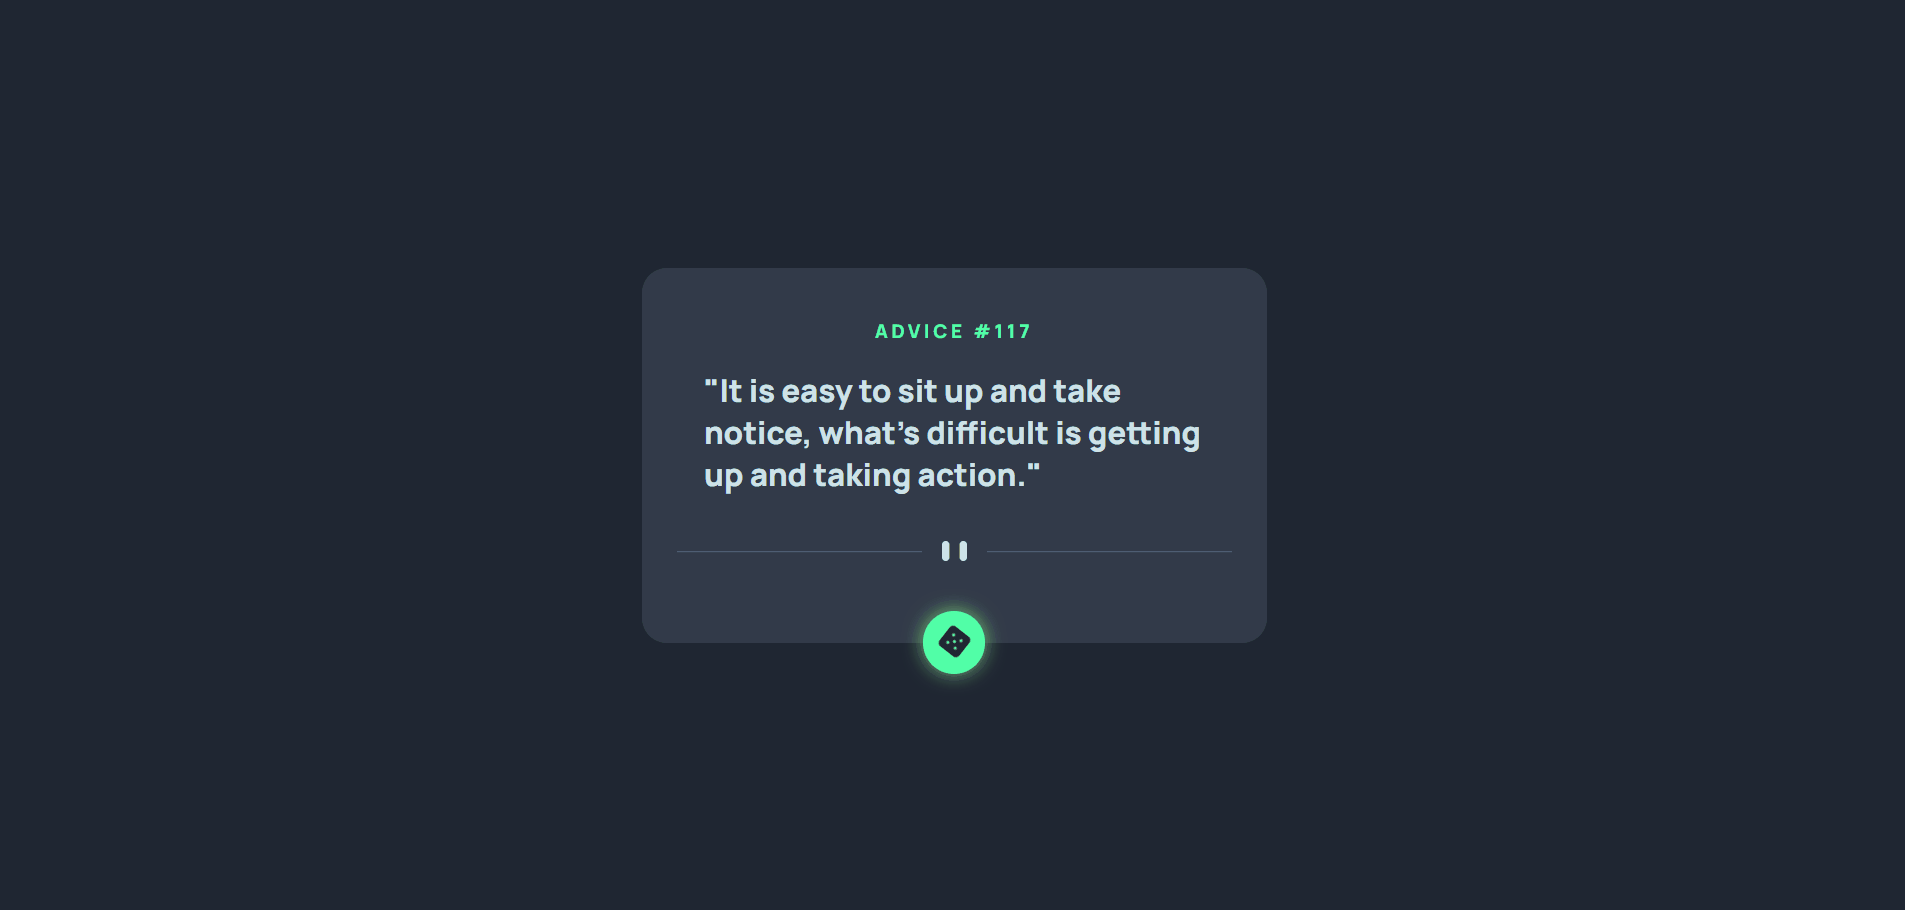 ADVICE #117
"It is easy to sit up and take
notice, what’s difficult is getting
up and taking action."